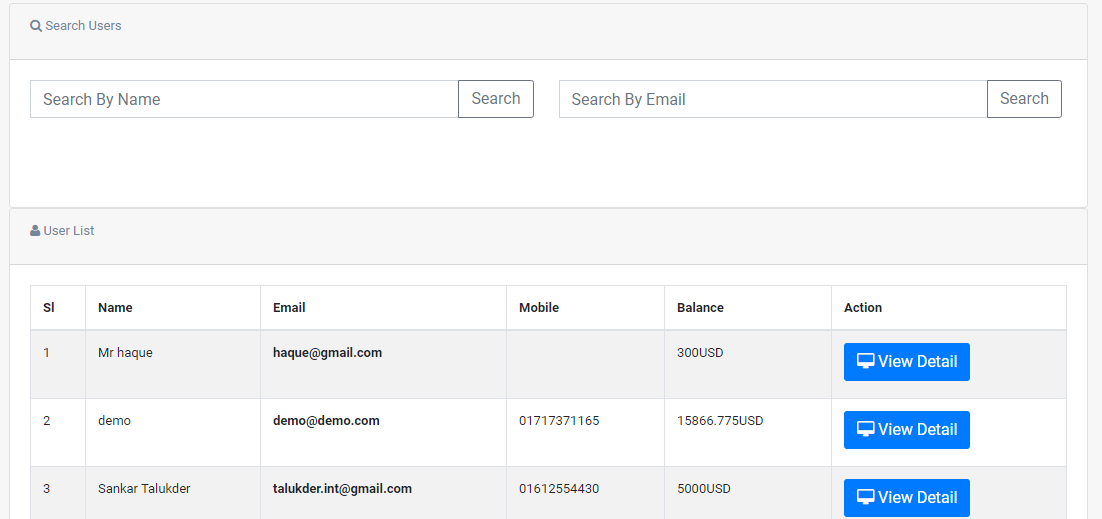 Search Users
Search By Name Search Search By Email Search
User List
Sl Name Email Mobile Balance Action
1 Mr haque haque@gmail.com 300USD View Detail
2 demo demo@demo.com 01717371165 15866.775USD View Detail
3 Sankar Talukder talukder.int@gmail.com 01612554430 5000USD View Detail